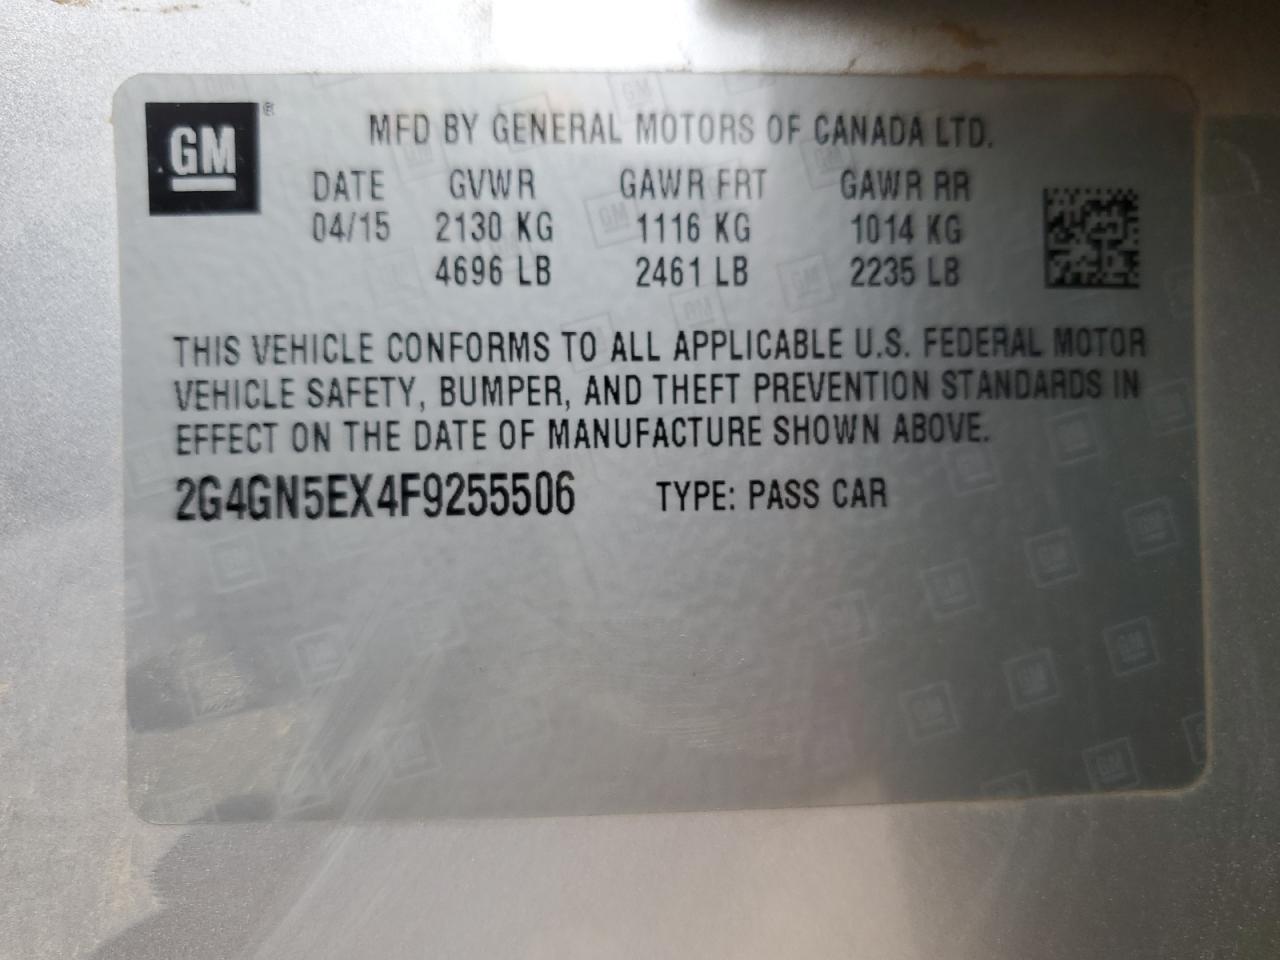 GM ®
MFD BY GENERAL MOTORS OF CANADA LTD.
DATE GVWR GAWR FRT GAWR RR
04/15 2130 KG 1116 KG 1014 KG
4696 LB 2461 LB 2235 LB
THIS VEHICLE CONFORMS TO ALL APPLICABLE U.S. FEDERAL MOTOR
VEHICLE SAFETY, BUMPER, AND THEFT PREVENTION STANDARDS IN
EFFECT ON THE DATE OF MANUFACTURE SHOWN ABOVE.
2G4GN5EX4F9255506 TYPE: PASS CAR